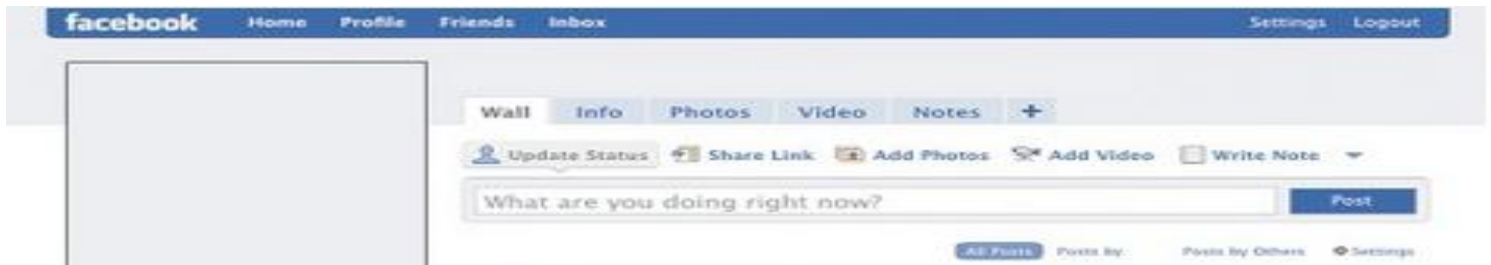 facebook Home Profile Friends Inbox Settings Logout
Wall Info Photos Video Notes +
Update Status Share Link Add Photos Add Video Write Note
What are you doing right now? Post
All Posts Posts by Posts by Others Settings